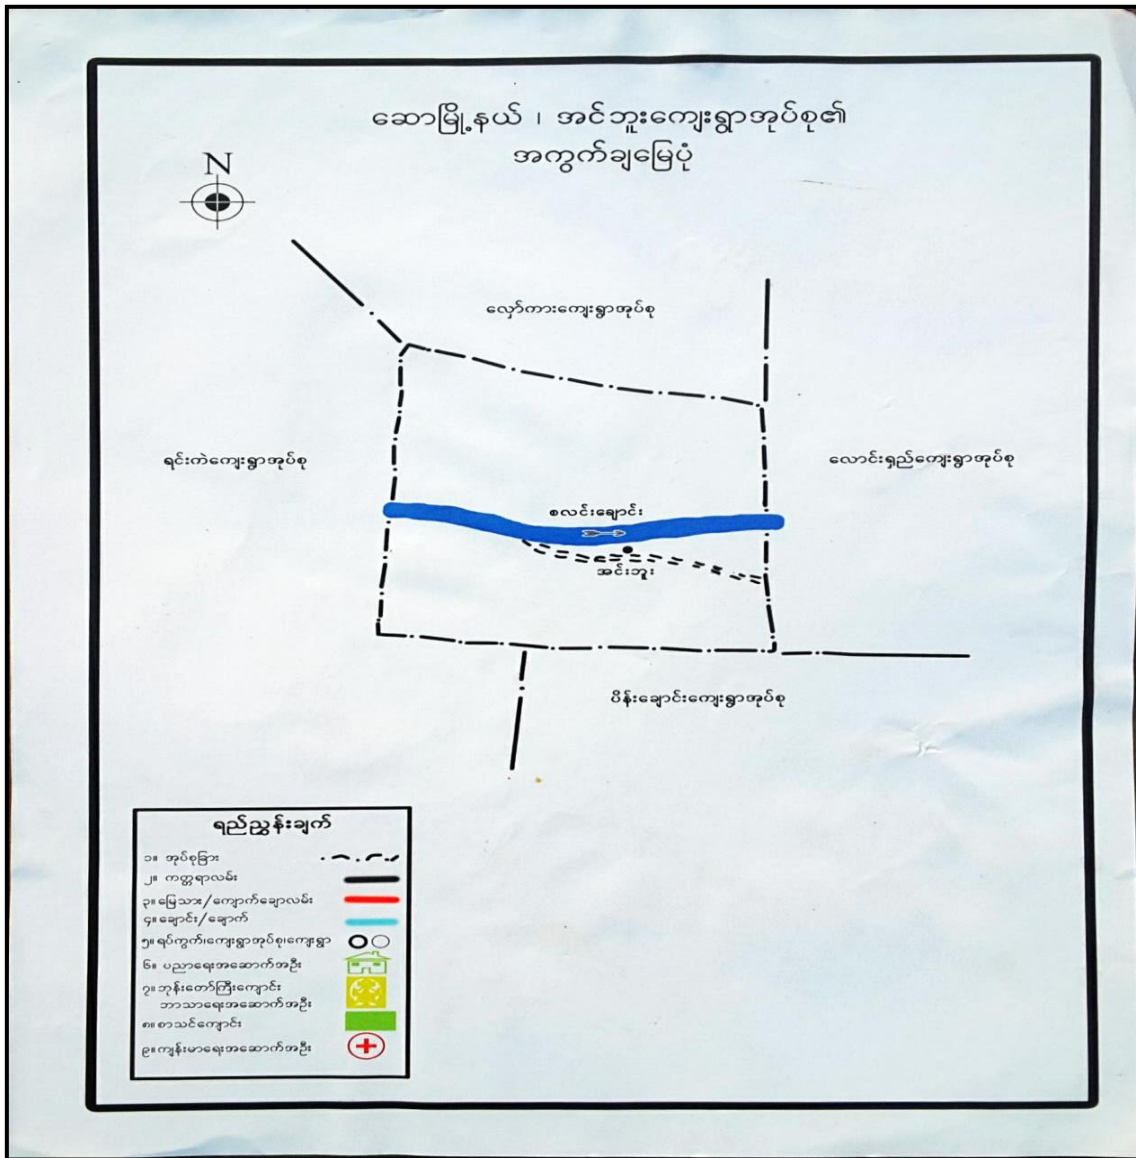 ဆောမြို့နယ် ၊ အင်ဘူးကျေးရွာအုပ်စု၏
အကွက်ချမြေပုံ
N
လှော်ကားကျေးရွာအုပ်စု
ရင်းကဲကျေးရွာအုပ်စု
လောင်းရှည်ကျေးရွာအုပ်စု
စလင်းချောင်း
အင်းဘူး
ပိန်းချောင်းကျေးရွာအုပ်စု
ရည်ညွှန်းချက်
၁။ အုပ်စုခြား
၂။ ကတ္တရာလမ်း
၃။ မြေသား/ကျောက်ချောလမ်း
၄။ ချောင်း/ချောက်
၅။ ရပ်ကွက်၊ကျေးရွာအုပ်စု၊ကျေးရွာ
၆။ ပညာရေးအဆောက်အဦး
၇။ ဘုန်းတော်ကြီးကျောင်း
ဘာသာရေးအဆောက်အဦး
၈။ စာသင်ကျောင်း
၉။ ကျန်းမာရေးအဆောက်အဦး